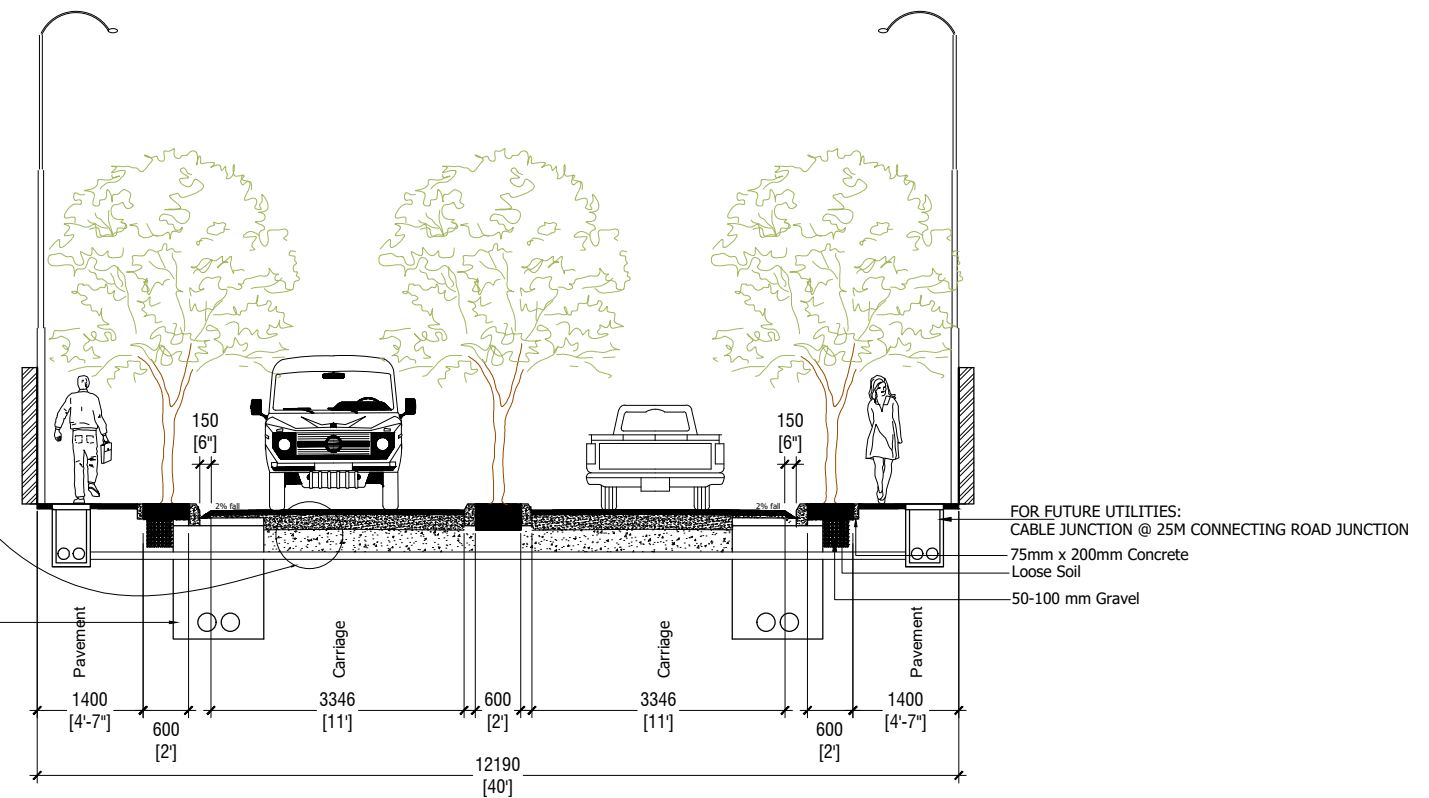 150
[6"]
150
[6"]
2% fall
2% fall
FOR FUTURE UTILITIES:
CABLE JUNCTION @ 25M CONNECTING ROAD JUNCTION
75mm x 200mm Concrete
Loose Soil
50-100 mm Gravel
Pavement
Carriage
Carriage
Pavement
1400
[4'-7"]
600
[2']
3346
[11']
600
[2']
3346
[11']
600
[2']
1400
[4'-7"]
12190
[40']